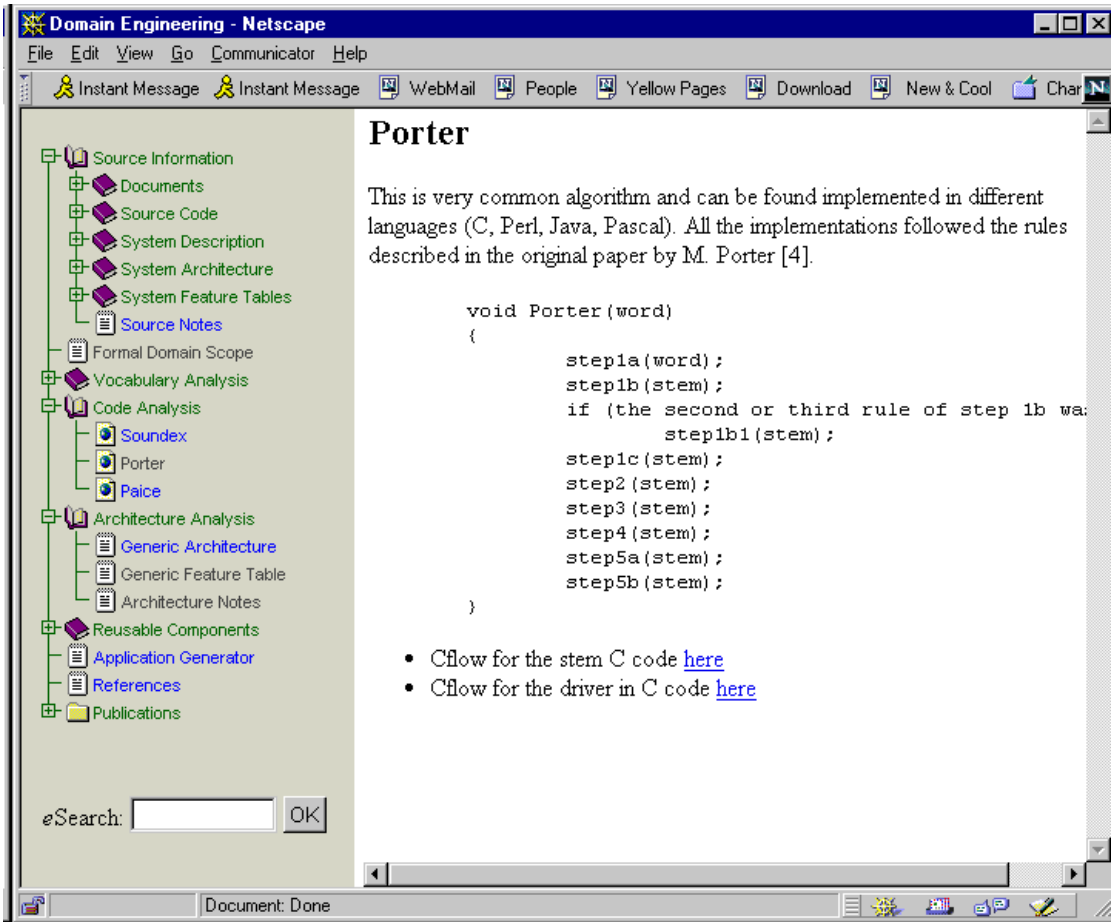 Domain Engineering - Netscape
File Edit View Go Communicator Help
Instant Message Instant Message WebMail People Yellow Pages Download New & Cool Char N
Source Information
Documents
Source Code
System Description
System Architecture
System Feature Tables
Source Notes
Formal Domain Scope
Vocabulary Analysis
Code Analysis
Soundex
Porter
Paice
Architecture Analysis
Generic Architecture
Generic Feature Table
Architecture Notes
Reusable Components
Application Generator
References
Publications
eSearch: OK
Porter
This is very common algorithm and can be found implemented in different
languages (C, Perl, Java, Pascal). All the implementations followed the rules
described in the original paper by M. Porter [4].
void Porter(word)
{
step1a(word);
step1b(stem);
if (the second or third rule of step 1b wa
step1b1(stem);
step1c(stem);
step2(stem);
step3(stem);
step4(stem);
step5a(stem);
step5b(stem);
}
• Cflow for the stem C code here
• Cflow for the driver in C code here
Document: Done